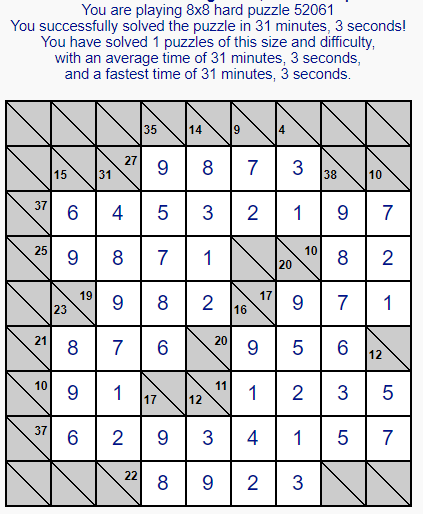 You are playing 8x8 hard puzzle 52061
You successfully solved the puzzle in 31 minutes, 3 seconds!
You have solved 1 puzzles of this size and difficulty,
with an average time of 31 minutes, 3 seconds,
and a fastest time of 31 minutes, 3 seconds.
35 14 9 4
15 31 27 9 8 7 3 38 10
37 6 4 5 3 2 1 9 7
25 9 8 7 1 20 10 8 2
23 19 9 8 2 16 17 9 7 1
21 8 7 6 20 9 5 6 12
10 9 1 17 12 11 1 2 3 5
37 6 2 9 3 4 1 5 7
22 8 9 2 3